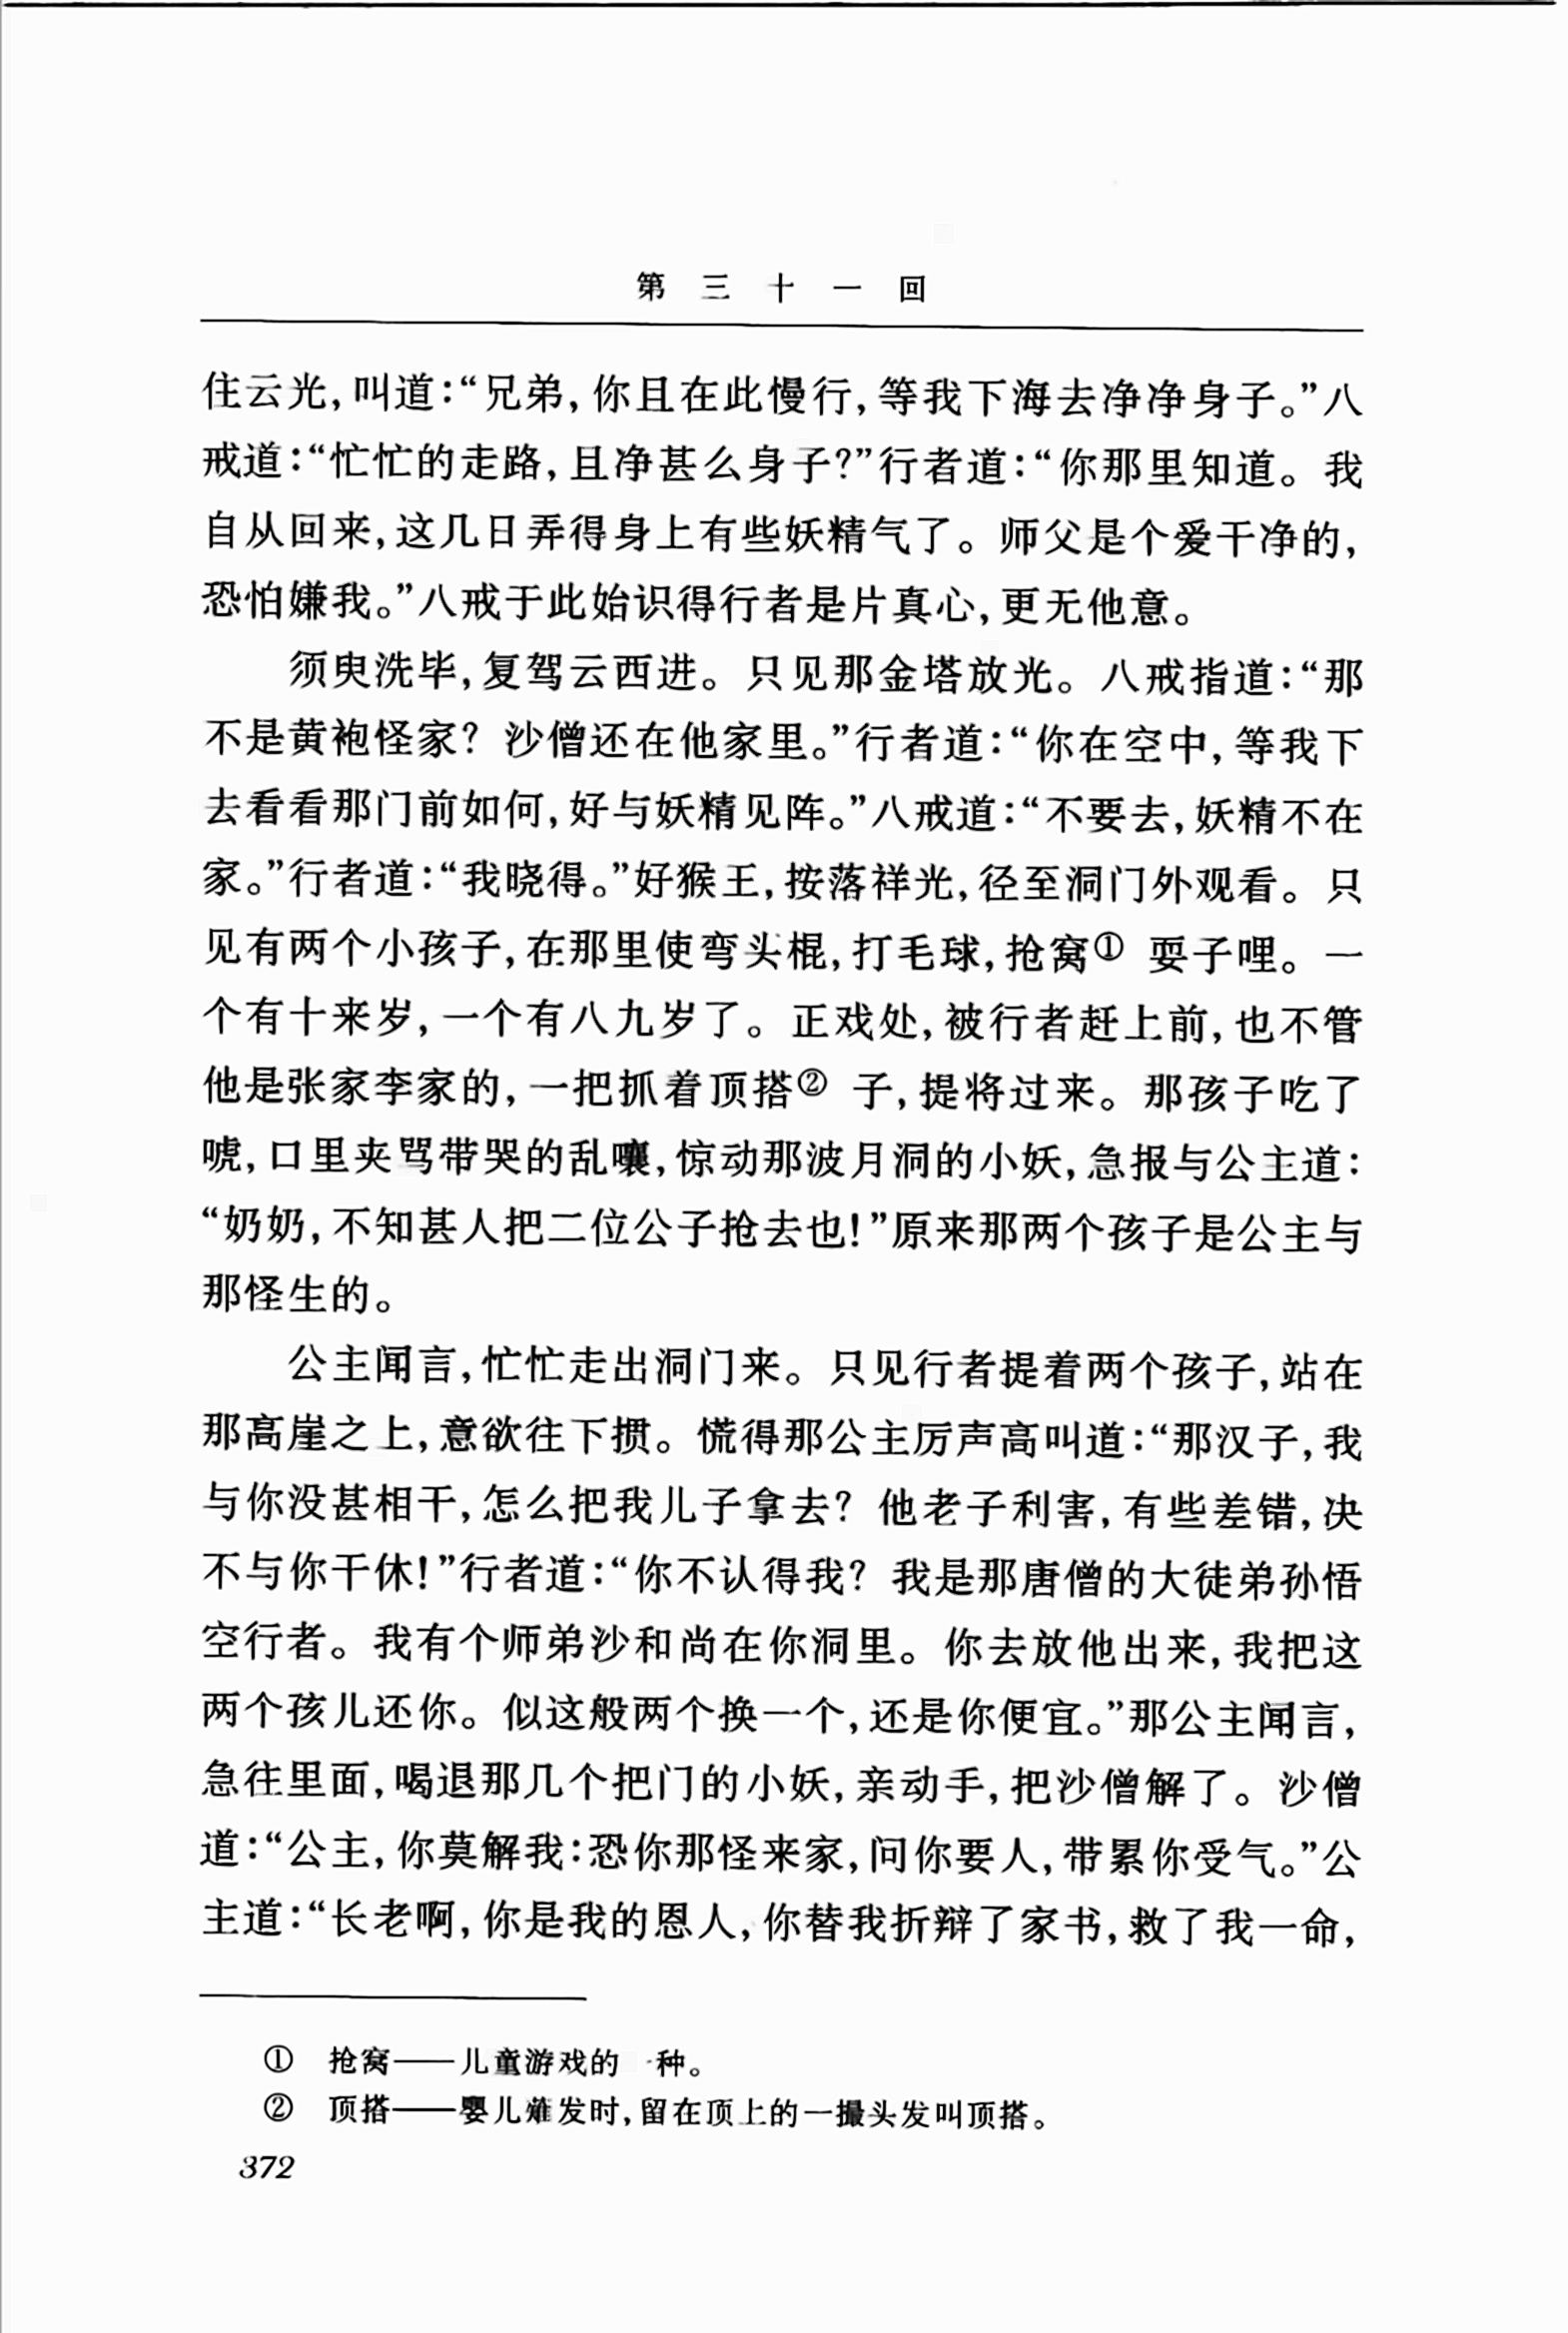 第三十一回
住云光，叫道：“兄弟，你且在此慢行，等我下海去净净身子。”八
戒道：“忙忙的走路，且净甚么身子？”行者道：“你那里知道。我
自从回来，这几日弄得身上有些妖精气了。师父是个爱干净的，
恐怕嫌我。”八戒于此始识得行者是片真心，更无他意。
须臾洗毕，复驾云西进。只见那金塔放光。八戒指道：“那
不是黄袍怪家？沙僧还在他家里。”行者道：“你在空中，等我下
去看看那门前如何，好与妖精见阵。”八戒道：“不要去，妖精不在
家。”行者道：“我晓得。”好猴王，按落祥光，径至洞门外观看。只
见有两个小孩子，在那里使弯头棍，打毛球，抢窝① 耍子哩。一
个有十来岁，一个有八九岁了。正戏处，被行者赶上前，也不管
他是张家李家的，一把抓着顶搭② 子，提将过来。那孩子吃了
唬，口里夹骂带哭的乱嚷，惊动那波月洞的小妖，急报与公主道：
“奶奶，不知甚人把二位公子抢去也！”原来那两个孩子是公主与
那怪生的。
公主闻言，忙忙走出洞门来。只见行者提着两个孩子，站在
那高崖之上，意欲往下掼。慌得那公主厉声高叫道：“那汉子，我
与你没甚相干，怎么把我儿子拿去？他老子利害，有些差错，决
不与你干休！”行者道：“你不认得我？我是那唐僧的大徒弟孙悟
空行者。我有个师弟沙和尚在你洞里。你去放他出来，我把这
两个孩儿还你。似这般两个换一个，还是你便宜。”那公主闻言，
急往里面，喝退那几个把门的小妖，亲动手，把沙僧解了。沙僧
道：“公主，你莫解我：恐你那怪来家，问你要人，带累你受气。”公
主道：“长老啊，你是我的恩人，你替我折辩了家书，救了我一命，
① 抢窝——儿童游戏的一种。
② 顶搭——婴儿薙发时，留在顶上的一撮头发叫顶搭。
372